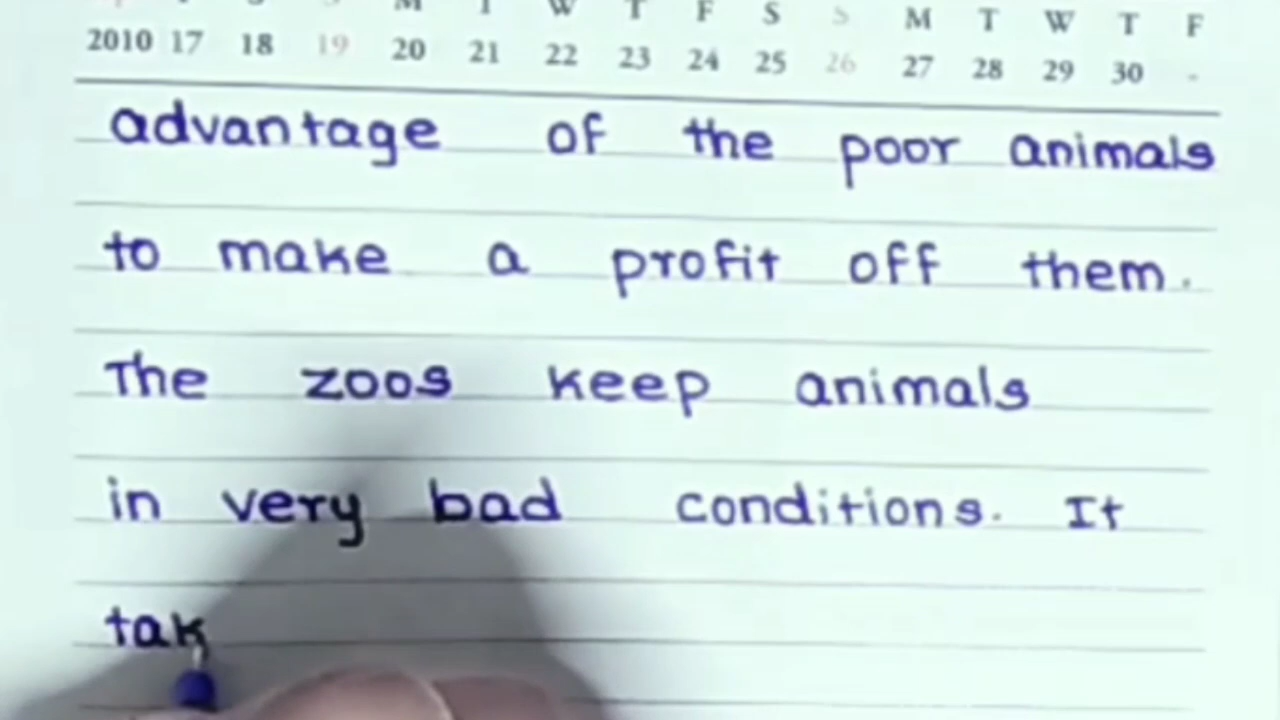 M T W T F S S M T W T F
2010 17 18 19 20 21 22 23 24 25 26 27 28 29 30 -
advantage of the poor animals
to make a profit off them.
The zoos keep animals
in very bad conditions. It
tak